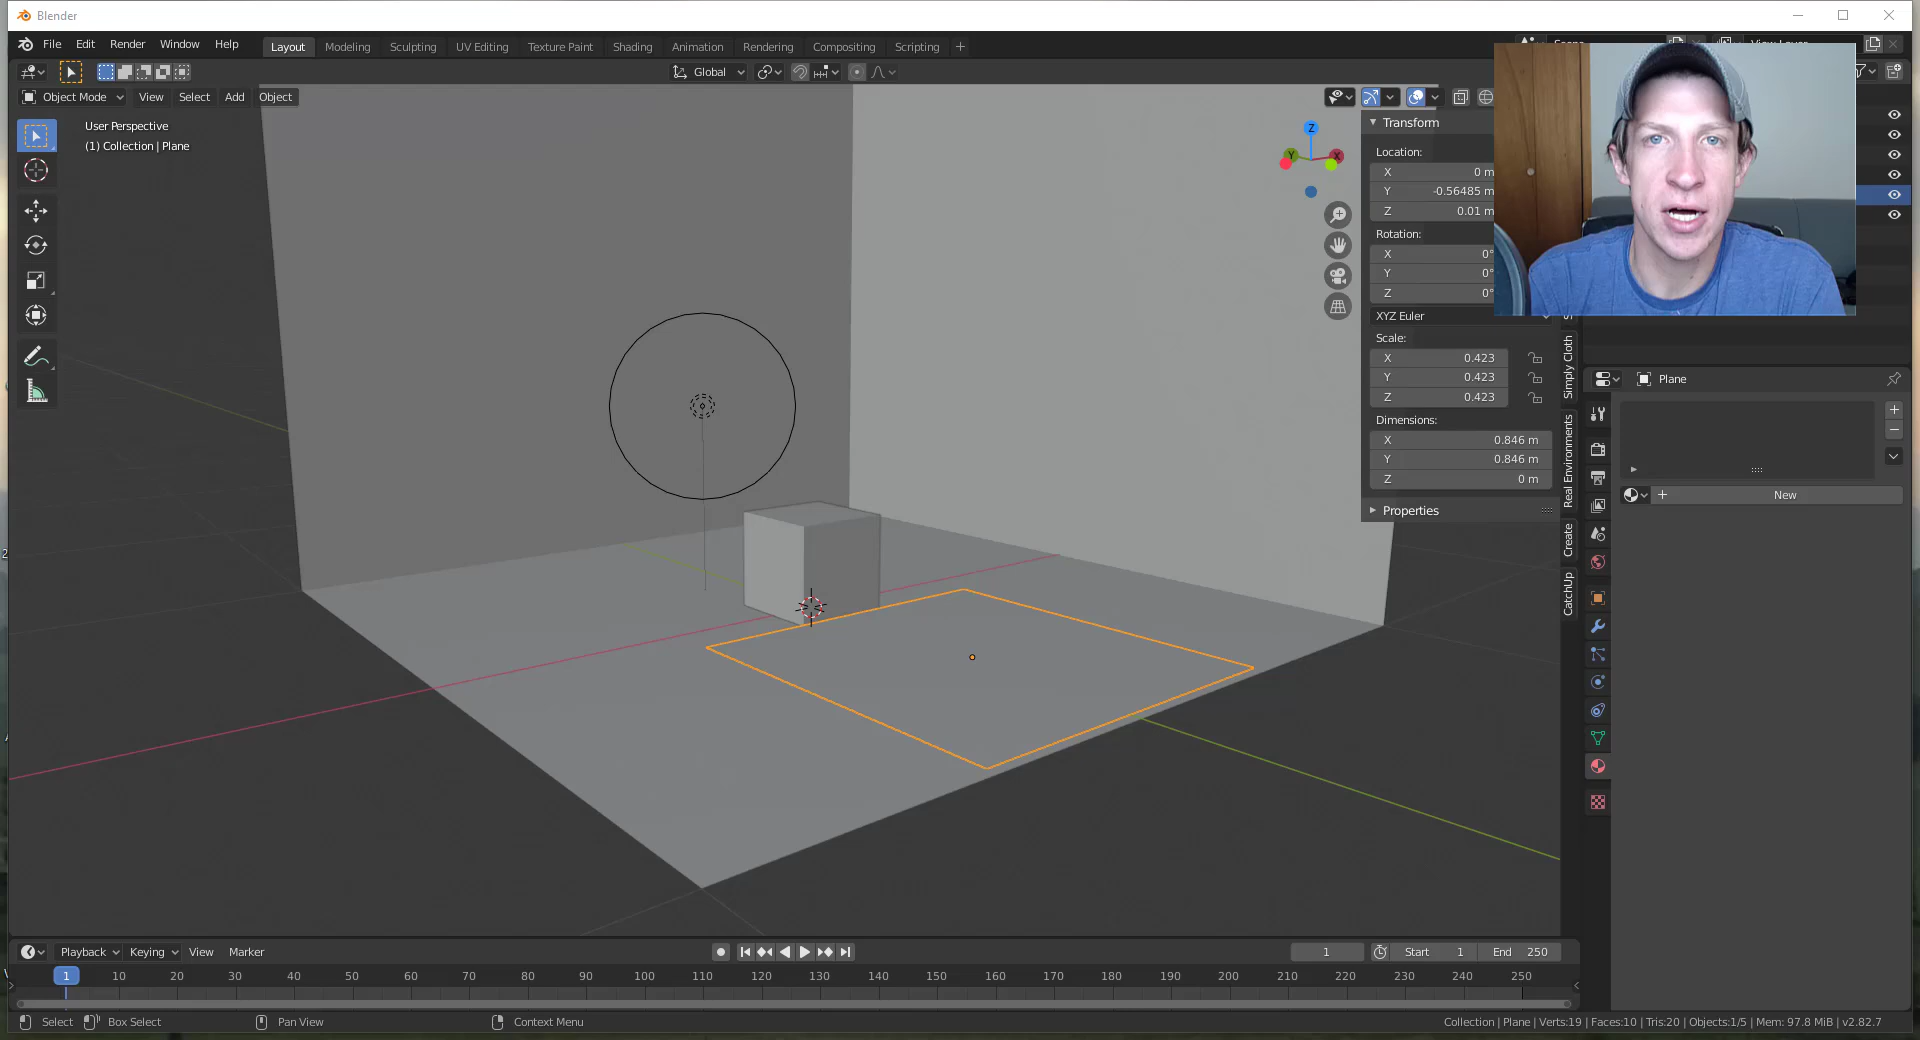 Blender
File Edit Render Window Help Layout Modeling Sculpting UV Editing Texture Paint Shading Animation Rendering Compositing Scripting +
Global
Object Mode View Select Add Object
User Perspective
(1) Collection | Plane
Z
Y
X
Transform
Location:
X 0 m
Y -0.56485 m
Z 0.01 m
Rotation:
X 0°
Y 0°
Z 0°
XYZ Euler
Scale:
X 0.423
Y 0.423
Z 0.423
Dimensions:
X 0.846 m
Y 0.846 m
Z 0 m
Properties
Simply Cloth
Real Environments
Create
CatchUp
Plane
New
Playback Keying View Marker
1 Start 1 End 250
1 10 20 30 40 50 60 70 80 90 100 110 120 130 140 150 160 170 180 190 200 210 220 230 240 250
Select Box Select Pan View Context Menu
Collection | Plane | Verts:19 | Faces:10 | Tris:20 | Objects:1/5 | Mem: 97.8 MiB | v2.82.7